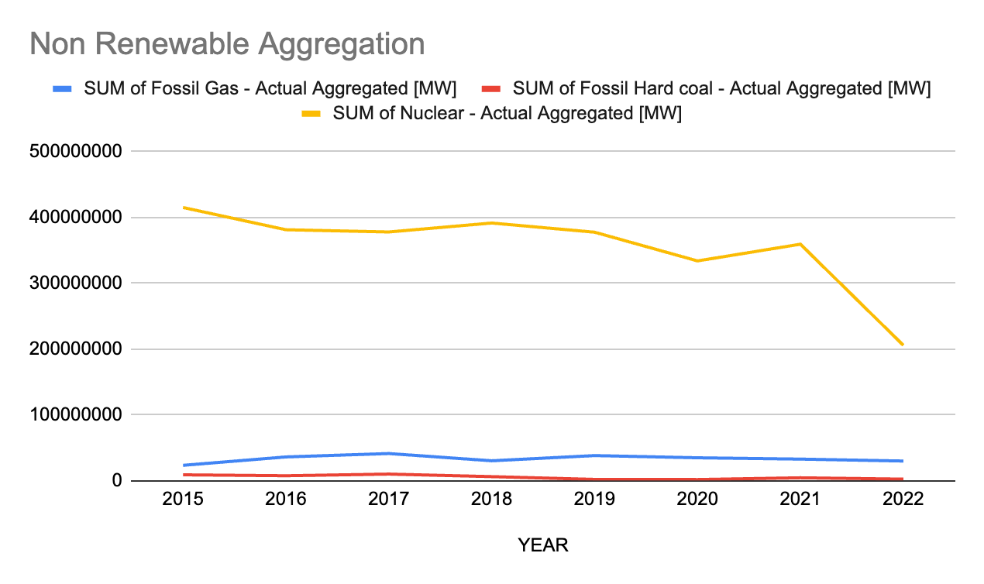 Non Renewable Aggregation
SUM of Fossil Gas - Actual Aggregated [MW] SUM of Fossil Hard coal - Actual Aggregated [MW]
SUM of Nuclear - Actual Aggregated [MW]
500000000
400000000
300000000
200000000
100000000
0
2015 2016 2017 2018 2019 2020 2021 2022
YEAR